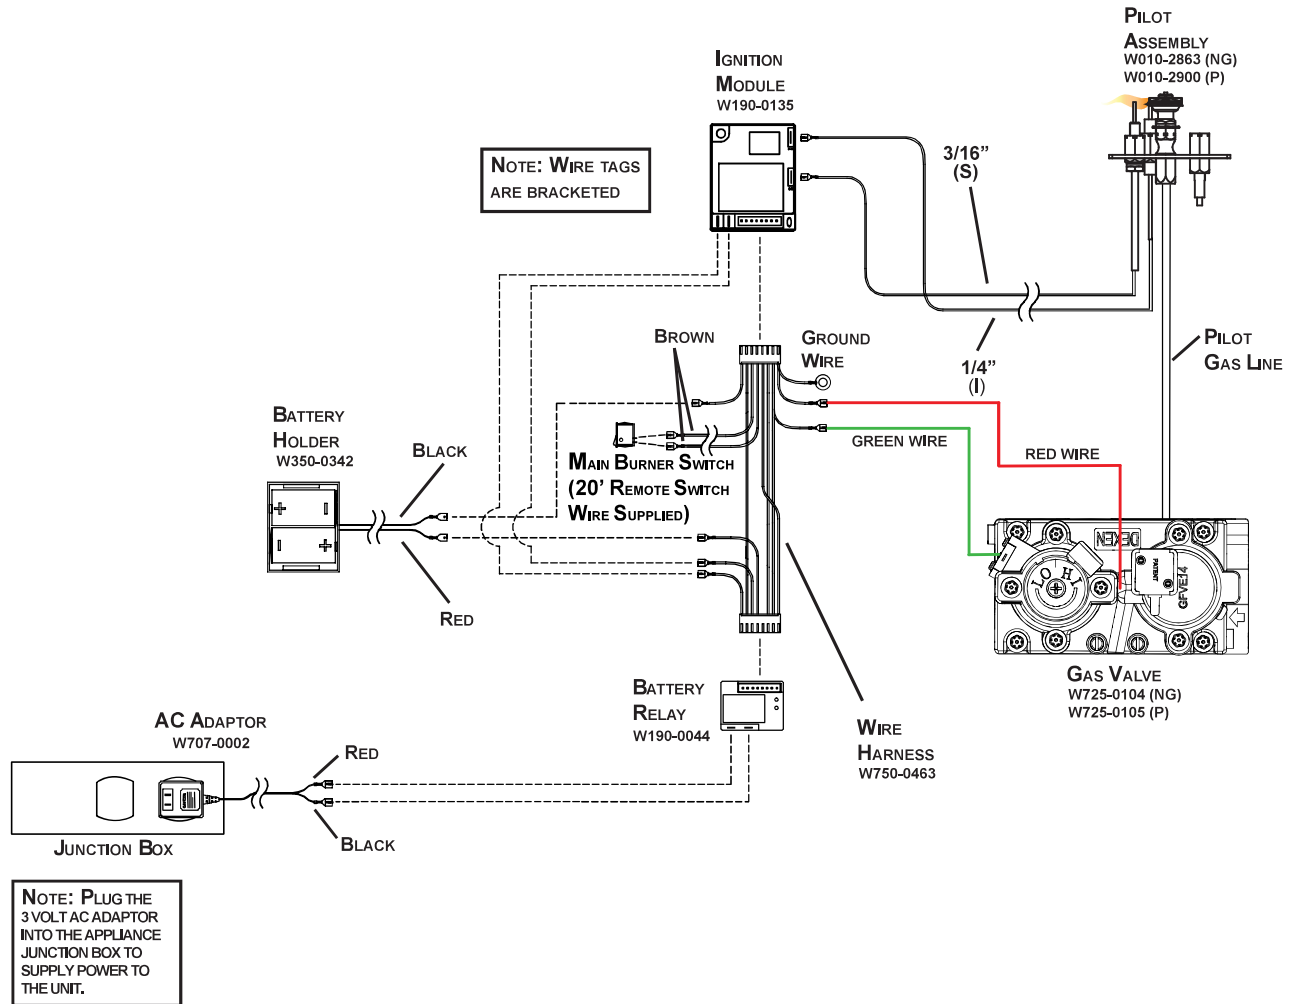 Pilot
Assembly
W010-2863 (NG)
W010-2900 (P)
Ignition
Module
W190-0135
Note: Wire tags
are bracketed
3/16”
(S)
1/4”
(I)
Pilot
Gas Line
Brown
Ground
Wire
Battery
Holder
W350-0342
+ -
- +
Black
Red
Main Burner Switch
(20’ Remote Switch
Wire Supplied)
GREEN WIRE
RED WIRE
DEXEN
LO HI
PATENT
GFVE14
Gas Valve
W725-0104 (NG)
W725-0105 (P)
Battery
Relay
W190-0044
Wire
Harness
W750-0463
AC Adaptor
W707-0002
Red
Black
Junction Box
Note: Plug the
3 volt AC adaptor
into the appliance
junction box to
supply power to
the unit.